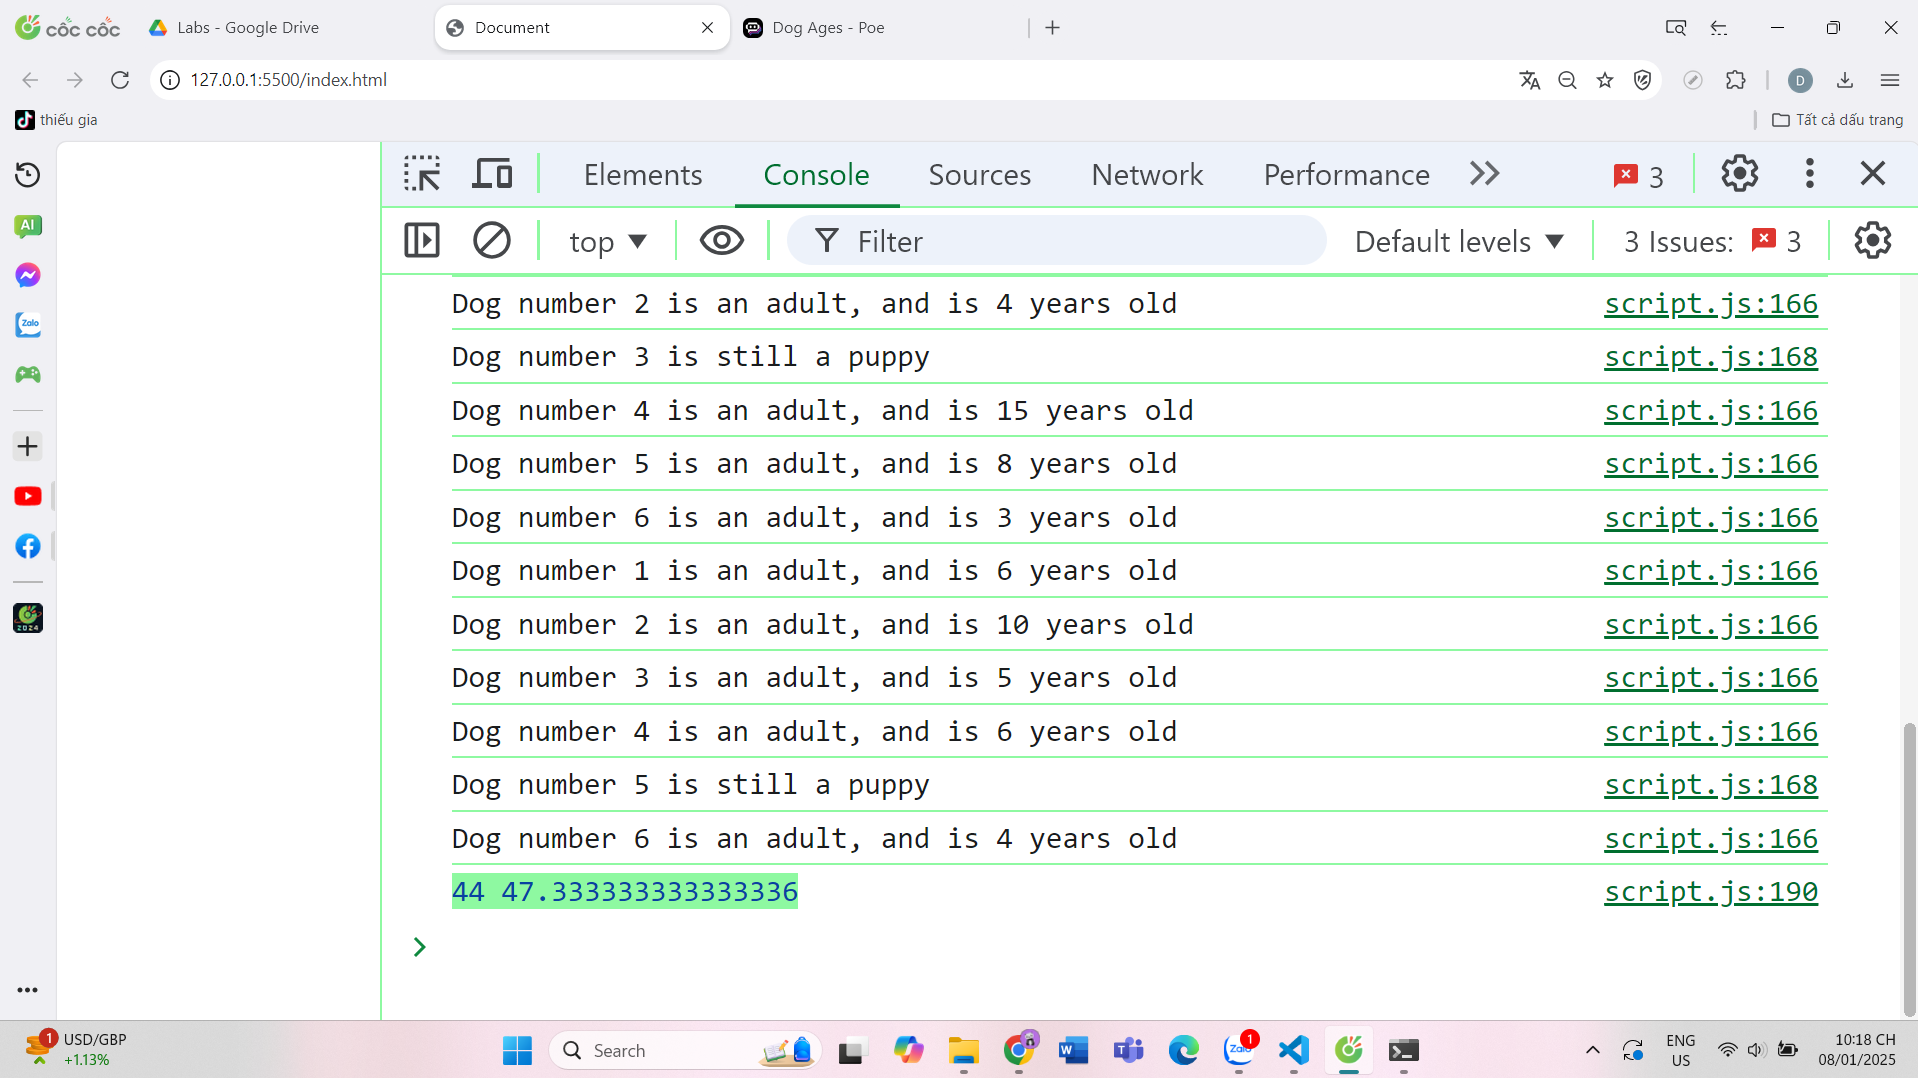 cốc cốc
Labs - Google Drive
Document
Dog Ages - Poe
127.0.0.1:5500/index.html
D
thiếu gia
Tất cả dấu trang
Elements
Console
Sources
Network
Performance
3
top
Filter
Default levels
3 Issues:
3
Dog number 2 is an adult, and is 4 years old
script.js:166
Dog number 3 is still a puppy
script.js:168
Dog number 4 is an adult, and is 15 years old
script.js:166
Dog number 5 is an adult, and is 8 years old
script.js:166
Dog number 6 is an adult, and is 3 years old
script.js:166
Dog number 1 is an adult, and is 6 years old
script.js:166
Dog number 2 is an adult, and is 10 years old
script.js:166
Dog number 3 is an adult, and is 5 years old
script.js:166
Dog number 4 is an adult, and is 6 years old
script.js:166
Dog number 5 is still a puppy
script.js:168
Dog number 6 is an adult, and is 4 years old
script.js:166
44 47.333333333333336
script.js:190
AI
Zalo
2024
1
USD/GBP
+1.13%
Search
W
T
Zalo
1
ENG
US
10:18 CH
08/01/2025